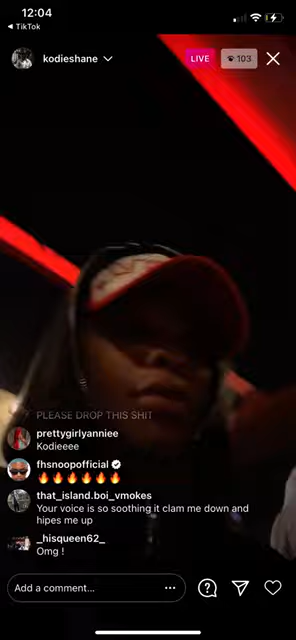 12:04
◀ TikTok
kodieshane
LIVE
103
PLEASE DROP THIS SHIT
prettygirlyanniee
Kodieeee
fhsnoopofficial
🔥🔥🔥🔥🔥🔥
that_island.boi_vmokes
Your voice is so soothing it clam me down and
hipes me up
_hisqueen62_
Omg !
Add a comment...